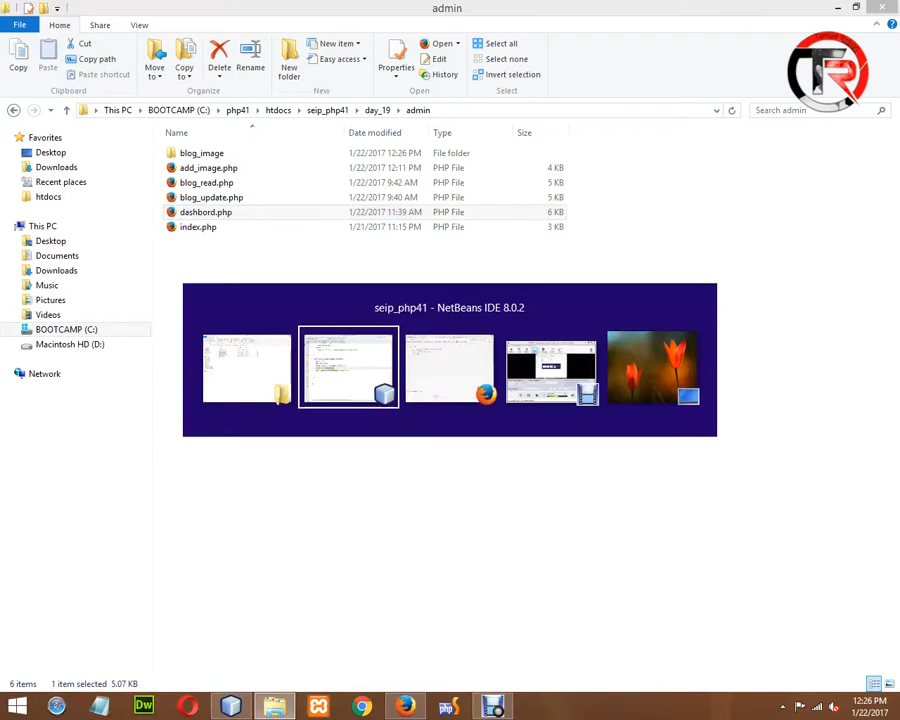 admin
File Home Share View
Copy
Paste
Cut
Copy path
Paste shortcut
Clipboard
Move to
Copy to
Delete
Rename
Organize
New folder
New item
Easy access
New
Properties
Open
Edit
History
Open
Select all
Select none
Invert selection
Select
TR
This PC BOOTCAMP (C:) php41 htdocs seip_php41 day_19 admin
Search admin
Name Date modified Type Size
Favorites
Desktop
Downloads
Recent places
htdocs
This PC
Desktop
Documents
Downloads
Music
Pictures
Videos
BOOTCAMP (C:)
Macintosh HD (D:)
Network
blog_image 1/22/2017 12:26 PM File folder
add_image.php 1/22/2017 12:11 PM PHP File 4 KB
blog_read.php 1/22/2017 9:42 AM PHP File 5 KB
blog_update.php 1/22/2017 9:40 AM PHP File 5 KB
dashbord.php 1/22/2017 11:39 AM PHP File 6 KB
index.php 1/21/2017 11:15 PM PHP File 3 KB
seip_php41 - NetBeans IDE 8.0.2
6 items 1 item selected 5.07 KB
Dw
php
12:26 PM
1/22/2017